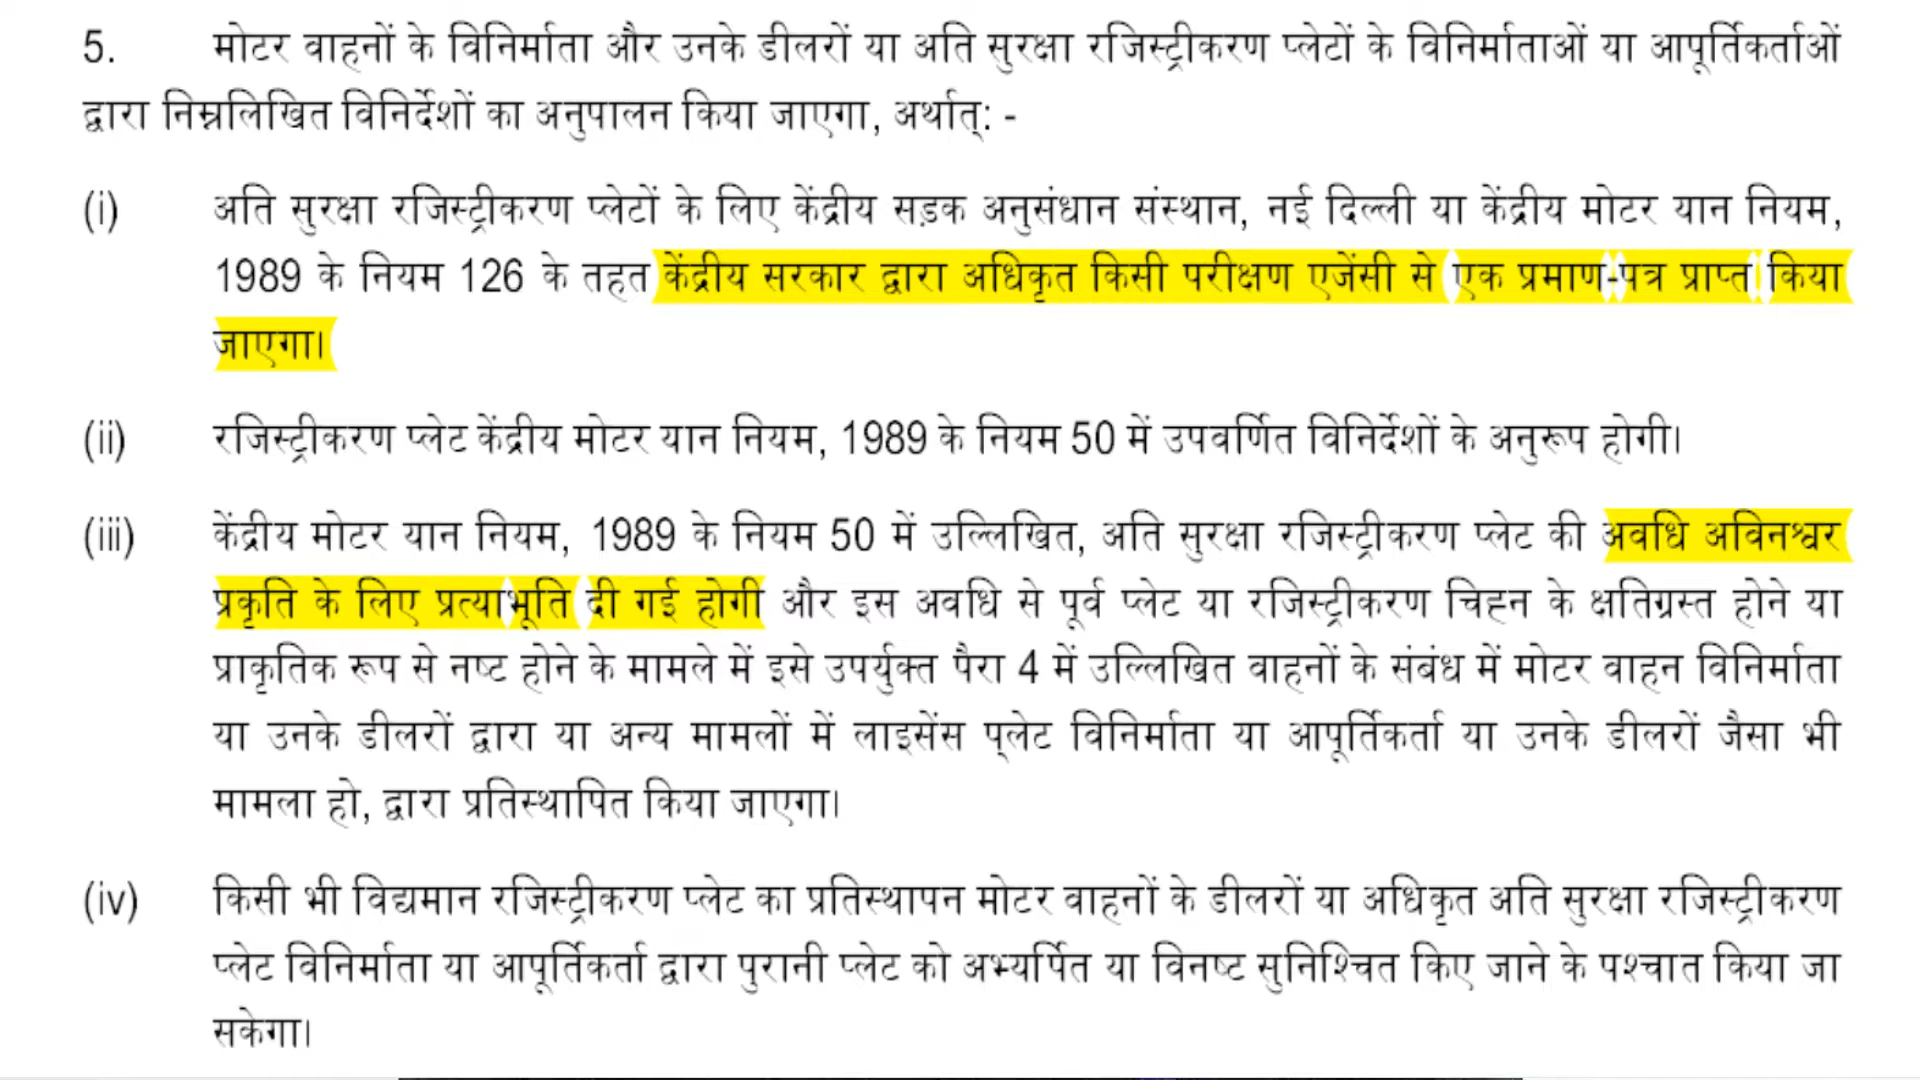 5. मोटर वाहनों के विनिर्माता और उनके डीलरों या अति सुरक्षा रजिस्ट्रीकरण प्लेटों के विनिर्माताओं या आपूर्तिकर्ताओं
द्वारा निम्नलिखित विनिर्देशों का अनुपालन किया जाएगा, अर्थात्: -
(i) अति सुरक्षा रजिस्ट्रीकरण प्लेटों के लिए केंद्रीय सड़क अनुसंधान संस्थान, नई दिल्ली या केंद्रीय मोटर यान नियम,
1989 के नियम 126 के तहत केंद्रीय सरकार द्वारा अधिकृत किसी परीक्षण एजेंसी से एक प्रमाण-पत्र प्राप्त किया
जाएगा।
(ii) रजिस्ट्रीकरण प्लेट केंद्रीय मोटर यान नियम, 1989 के नियम 50 में उपवर्णित विनिर्देशों के अनुरूप होगी।
(iii) केंद्रीय मोटर यान नियम, 1989 के नियम 50 में उल्लिखित, अति सुरक्षा रजिस्ट्रीकरण प्लेट की अवधि अविनश्वर
प्रकृति के लिए प्रत्याभूति दी गई होगी और इस अवधि से पूर्व प्लेट या रजिस्ट्रीकरण चिह्न के क्षतिग्रस्त होने या
प्राकृतिक रूप से नष्ट होने के मामले में इसे उपर्युक्त पैरा 4 में उल्लिखित वाहनों के संबंध में मोटर वाहन विनिर्माता
या उनके डीलरों द्वारा या अन्य मामलों में लाइसेंस प्‌लेट विनिर्माता या आपूर्तिकर्ता या उनके डीलरों जैसा भी
मामला हो, द्वारा प्रतिस्थापित किया जाएगा।
(iv) किसी भी विद्यमान रजिस्ट्रीकरण प्लेट का प्रतिस्थापन मोटर वाहनों के डीलरों या अधिकृत अति सुरक्षा रजिस्ट्रीकरण
प्लेट विनिर्माता या आपूर्तिकर्ता द्वारा पुरानी प्लेट को अभ्यर्पित या विनष्ट सुनिश्चित किए जाने के पश्चात किया जा
सकेगा।